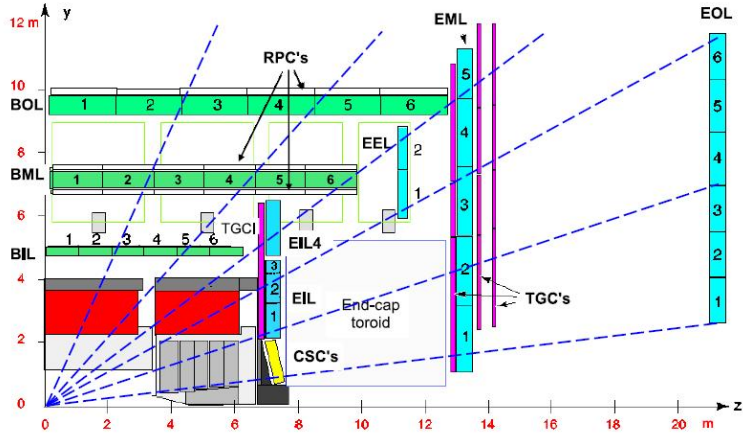 12 m
y
EML
EOL
RPC's
10
BOL
1 2 3 4 5 6
5
6
EEL
2
4
5
8
BML
1 2 3 4 5 6
1
4
3
6
TGCI
3
BIL
1 2 3 4 5 6
EIL4
2
2
4
3
EIL
2
End-cap
toroid
TGC's
1
1
1
2
CSC's
0
z
0 2 4 6 8 10 12 14 16 18 20 m